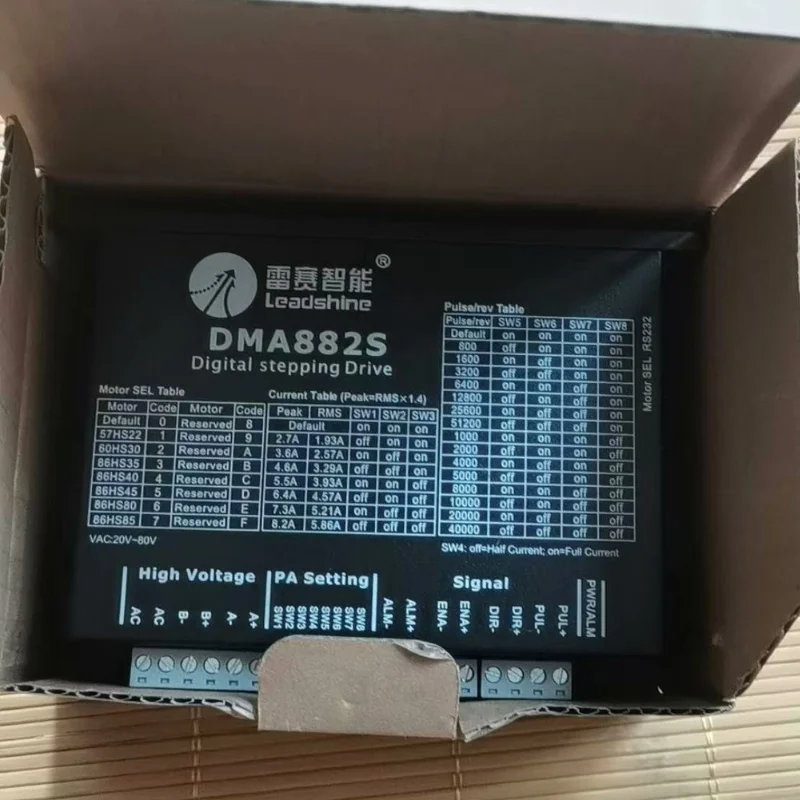 雷赛智能®
Leadshine
DMA882S
Digital stepping Drive
Motor SEL Table
Motor Code Motor Code
Default 0 Reserved 8
57HS22 1 Reserved 9
60HS30 2 Reserved A
86HS35 3 Reserved B
86HS40 4 Reserved C
86HS45 5 Reserved D
86HS80 6 Reserved E
86HS85 7 Reserved F
VAC:20V~80V
Current Table (Peak=RMS×1.4)
Peak RMS SW1 SW2 SW3
Default on on on
2.7A 1.93A off on on
3.6A 2.57A on off on
4.6A 3.29A off off on
5.5A 3.93A on on off
6.4A 4.57A off on off
7.3A 5.21A on off off
8.2A 5.86A off off off
Pulse/rev Table
Pulse/rev SW5 SW6 SW7 SW8
Default on on on on
800 off on on on
1600 on off on on
3200 off off on on
6400 on on off on
12800 off on off on
25600 on off off on
51200 off off off on
1000 on on on off
2000 off on on off
4000 on off on off
5000 off off on off
8000 on on off off
10000 off on off off
20000 on off off off
40000 off off off off
SW4: off=Half Current; on=Full Current
Motor SEL RS232
High Voltage
AC
AC
B-
B+
A-
A+
PA Setting
SW1
SW2
SW3
SW4
SW5
SW6
SW7
SW8
Signal
ALM-
ALM+
ENA-
ENA+
DIR-
DIR+
PUL-
PUL+
PWR/ALM